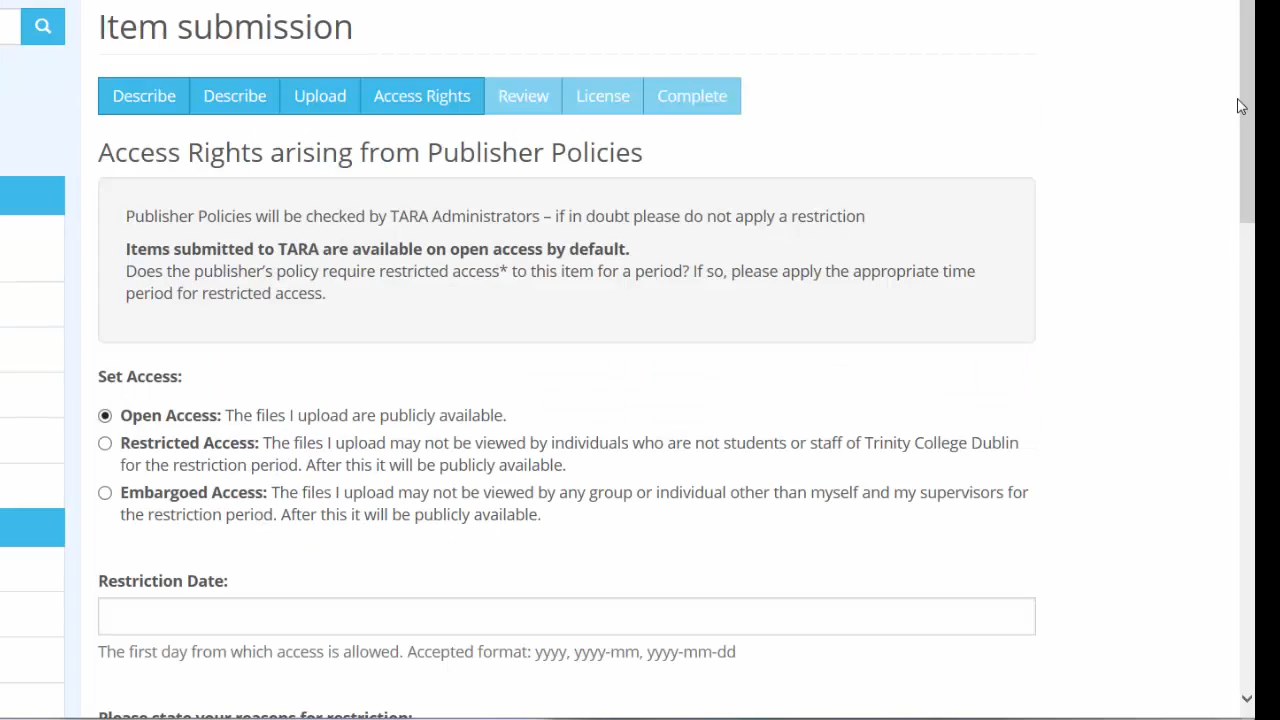 Item submission
Describe Describe Upload Access Rights Review License Complete
Access Rights arising from Publisher Policies
Publisher Policies will be checked by TARA Administrators – if in doubt please do not apply a restriction
Items submitted to TARA are available on open access by default.
Does the publisher's policy require restricted access* to this item for a period? If so, please apply the appropriate time
period for restricted access.
Set Access:
Open Access: The files I upload are publicly available.
Restricted Access: The files I upload may not be viewed by individuals who are not students or staff of Trinity College Dublin
for the restriction period. After this it will be publicly available.
Embargoed Access: The files I upload may not be viewed by any group or individual other than myself and my supervisors for
the restriction period. After this it will be publicly available.
Restriction Date:
The first day from which access is allowed. Accepted format: yyyy, yyyy-mm, yyyy-mm-dd
Please state your reasons for restriction: